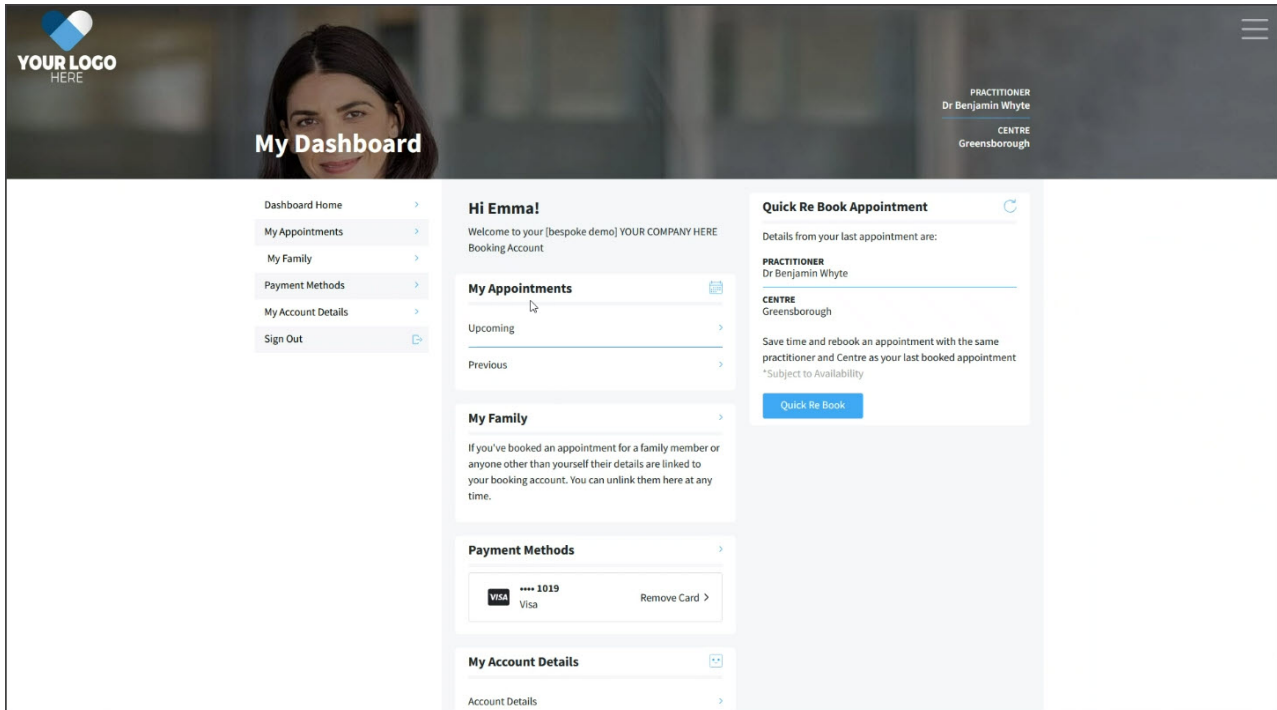 YOUR LOGO
HERE
PRACTITIONER
Dr Benjamin Whyte
CENTRE
Greensborough
My Dashboard
Dashboard Home
My Appointments
My Family
Payment Methods
My Account Details
Sign Out
Hi Emma!
Welcome to your [bespoke demo] YOUR COMPANY HERE
Booking Account
My Appointments
Upcoming
Previous
My Family
If you've booked an appointment for a family member or
anyone other than yourself their details are linked to
your booking account. You can unlink them here at any
time.
Payment Methods
VISA
•••• 1019
Visa
Remove Card >
My Account Details
Account Details
Quick Re Book Appointment
Details from your last appointment are:
PRACTITIONER
Dr Benjamin Whyte
CENTRE
Greensborough
Save time and rebook an appointment with the same
practitioner and Centre as your last booked appointment
*Subject to Availability
Quick Re Book